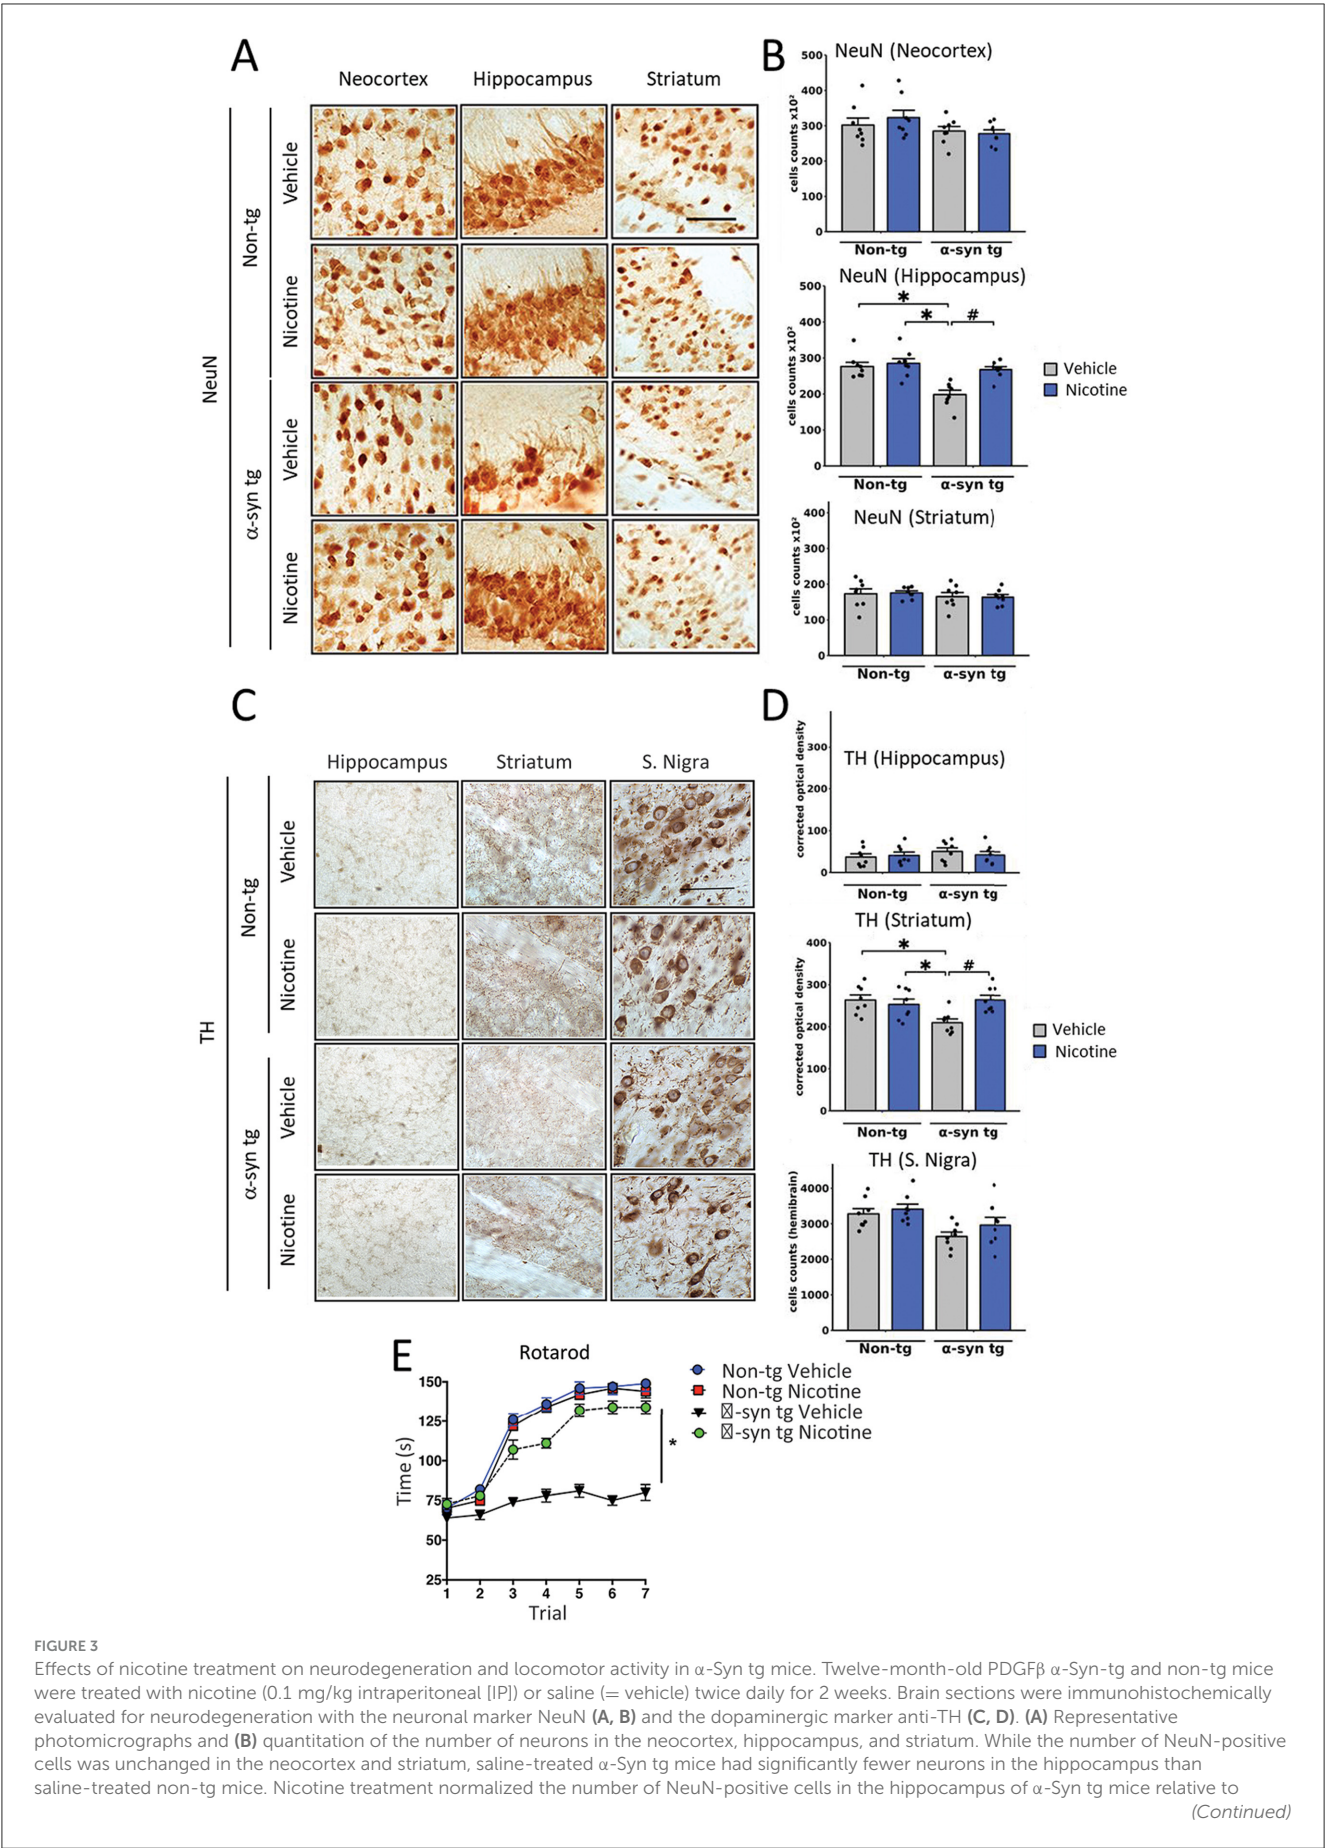 A
Neocortex
Hippocampus
Striatum
NeuN
Non-tg
α-syn tg
Vehicle
Nicotine
Vehicle
Nicotine
B
NeuN (Neocortex)
cells counts x10²
500
400
300
200
100
0
Non-tg
α-syn tg
NeuN (Hippocampus)
cells counts x10²
500
400
300
200
100
0
*
*
#
Non-tg
α-syn tg
Vehicle
Nicotine
NeuN (Striatum)
cells counts x10²
400
300
200
100
0
Non-tg
α-syn tg
C
Hippocampus
Striatum
S. Nigra
TH
Non-tg
α-syn tg
Vehicle
Nicotine
Vehicle
Nicotine
D
TH (Hippocampus)
corrected optical density
300
200
100
0
Non-tg
α-syn tg
TH (Striatum)
corrected optical density
400
300
200
100
0
*
*
#
Non-tg
α-syn tg
Vehicle
Nicotine
TH (S. Nigra)
cells counts (hemibrain)
4000
3000
2000
1000
0
Non-tg
α-syn tg
E
Rotarod
Time (s)
150
125
100
75
50
25
1 2 3 4 5 6 7
Trial
*
Non-tg Vehicle
Non-tg Nicotine
-syn tg Vehicle
-syn tg Nicotine
FIGURE 3
Effects of nicotine treatment on neurodegeneration and locomotor activity in α-Syn tg mice. Twelve-month-old PDGFβ α-Syn-tg and non-tg mice
were treated with nicotine (0.1 mg/kg intraperitoneal [IP]) or saline (= vehicle) twice daily for 2 weeks. Brain sections were immunohistochemically
evaluated for neurodegeneration with the neuronal marker NeuN (A, B) and the dopaminergic marker anti-TH (C, D). (A) Representative
photomicrographs and (B) quantitation of the number of neurons in the neocortex, hippocampus, and striatum. While the number of NeuN-positive
cells was unchanged in the neocortex and striatum, saline-treated α-Syn tg mice had significantly fewer neurons in the hippocampus than
saline-treated non-tg mice. Nicotine treatment normalized the number of NeuN-positive cells in the hippocampus of α-Syn tg mice relative to
(Continued)